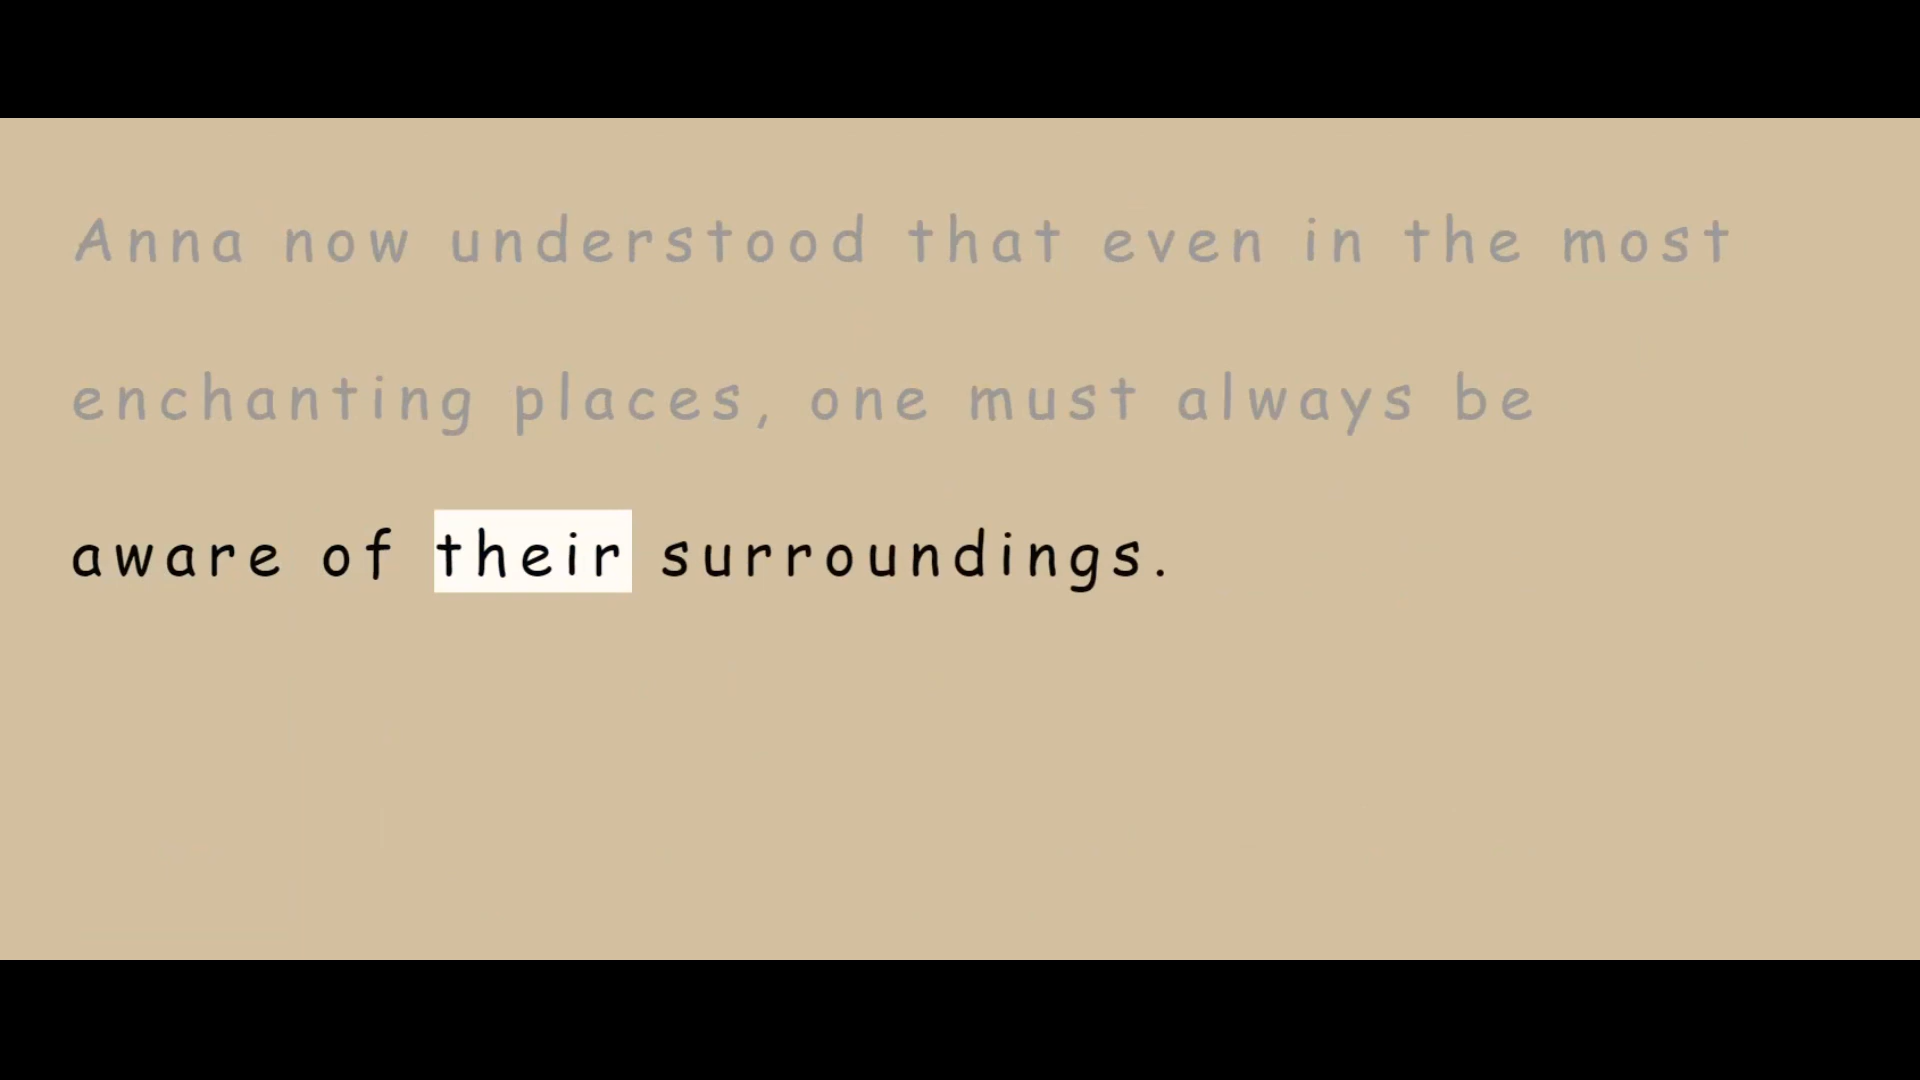 Anna now understood that even in the most
enchanting places, one must always be
aware of their surroundings.